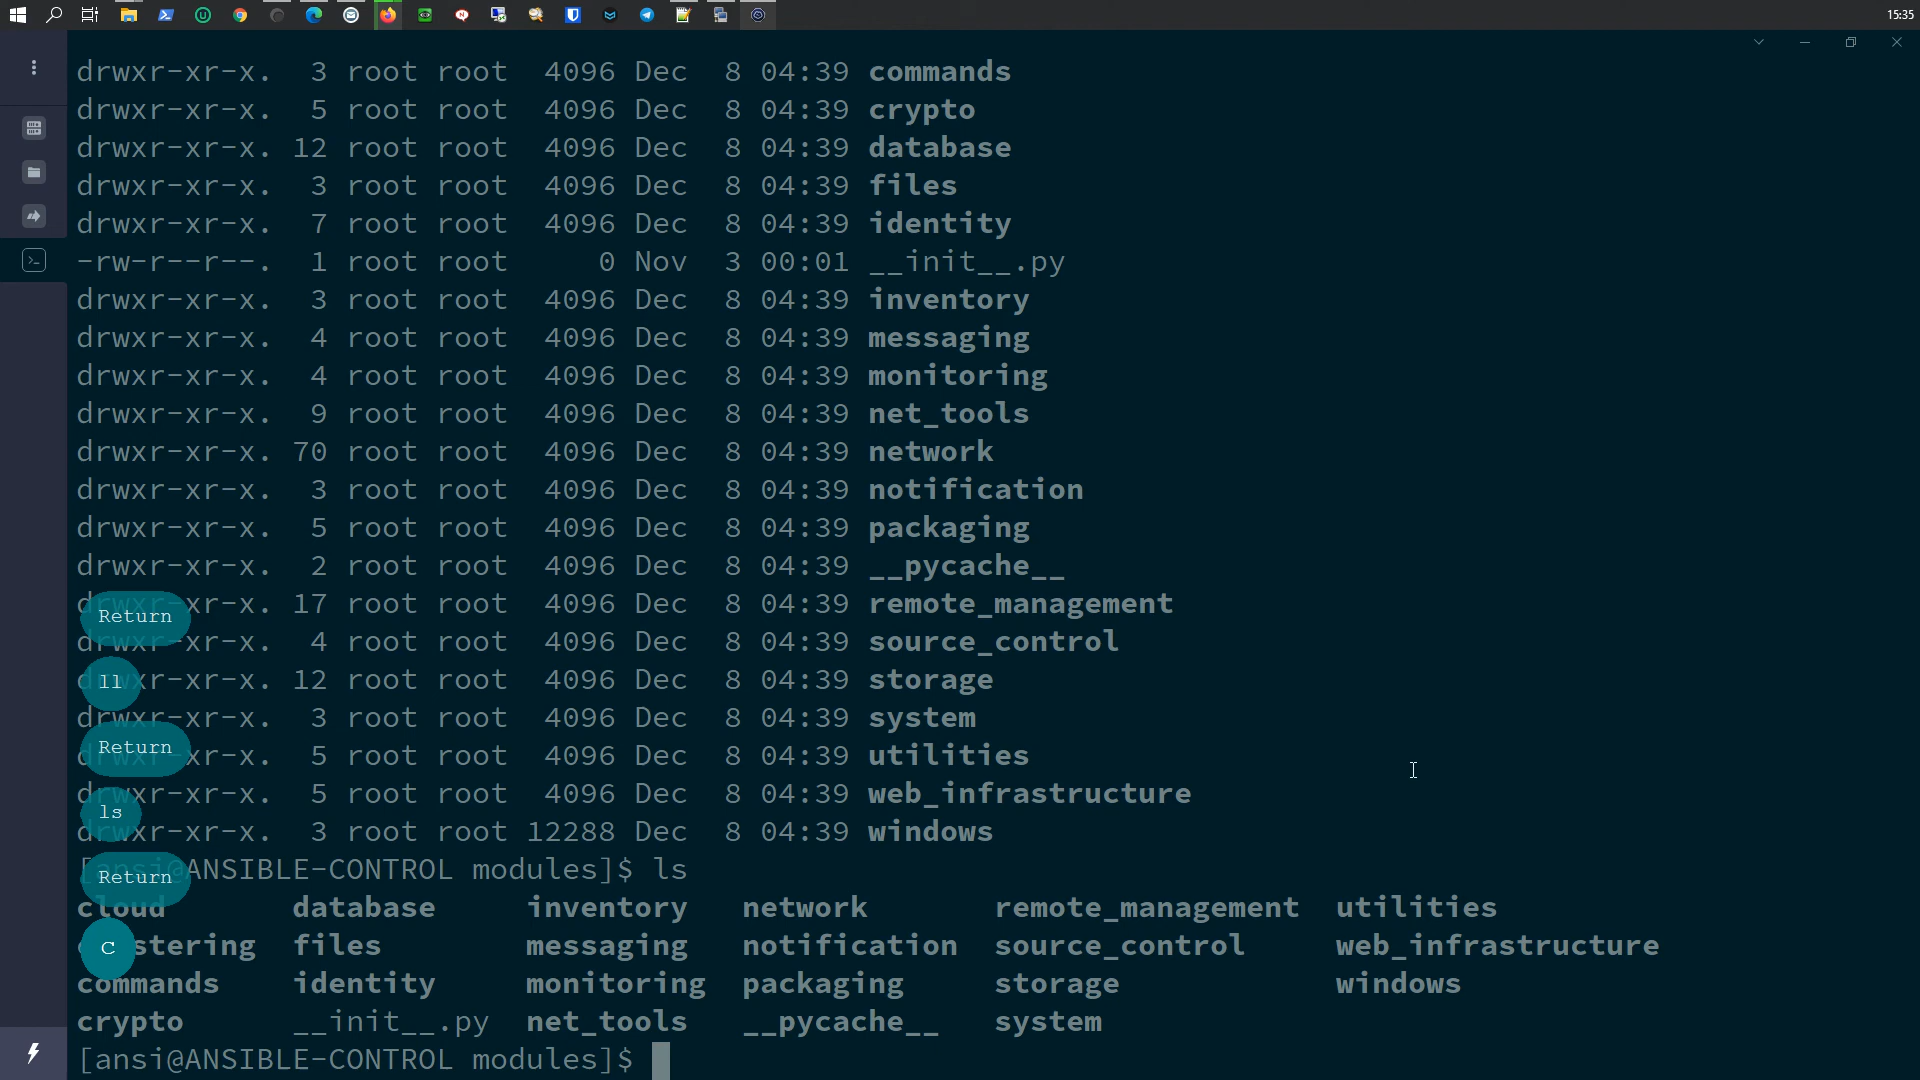 15:35
drwxr-xr-x. 3 root root 4096 Dec 8 04:39 commands
drwxr-xr-x. 5 root root 4096 Dec 8 04:39 crypto
drwxr-xr-x. 12 root root 4096 Dec 8 04:39 database
drwxr-xr-x. 3 root root 4096 Dec 8 04:39 files
drwxr-xr-x. 7 root root 4096 Dec 8 04:39 identity
-rw-r--r--. 1 root root 0 Nov 3 00:01 __init__.py
drwxr-xr-x. 3 root root 4096 Dec 8 04:39 inventory
drwxr-xr-x. 4 root root 4096 Dec 8 04:39 messaging
drwxr-xr-x. 4 root root 4096 Dec 8 04:39 monitoring
drwxr-xr-x. 9 root root 4096 Dec 8 04:39 net_tools
drwxr-xr-x. 70 root root 4096 Dec 8 04:39 network
drwxr-xr-x. 3 root root 4096 Dec 8 04:39 notification
drwxr-xr-x. 5 root root 4096 Dec 8 04:39 packaging
drwxr-xr-x. 2 root root 4096 Dec 8 04:39 __pycache__
drwxr-xr-x. 17 root root 4096 Dec 8 04:39 remote_management
Return
drwxr-xr-x. 4 root root 4096 Dec 8 04:39 source_control
drwxr-xr-x. 12 root root 4096 Dec 8 04:39 storage
ll
drwxr-xr-x. 3 root root 4096 Dec 8 04:39 system
drwxr-xr-x. 5 root root 4096 Dec 8 04:39 utilities
Return
drwxr-xr-x. 5 root root 4096 Dec 8 04:39 web_infrastructure
ls
drwxr-xr-x. 3 root root 12288 Dec 8 04:39 windows
[ansi@ANSIBLE-CONTROL modules]$ ls
Return
cloud database inventory network remote_management utilities
clustering files messaging notification source_control web_infrastructure
C
commands identity monitoring packaging storage windows
crypto __init__.py net_tools __pycache__ system
[ansi@ANSIBLE-CONTROL modules]$